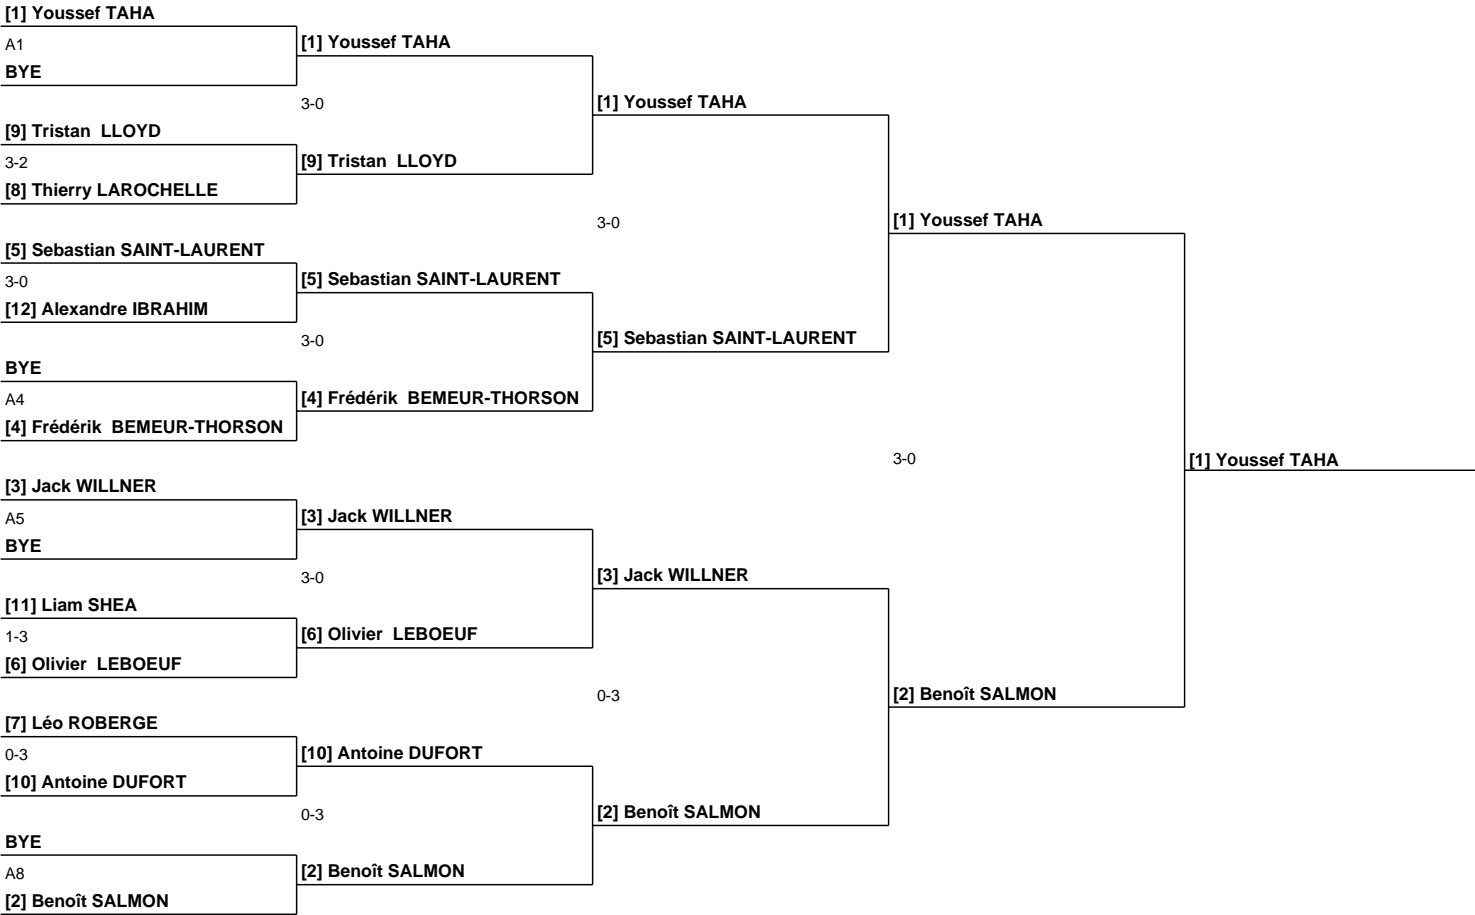 [1] Youssef TAHA
A1
BYE
[9] Tristan  LLOYD
3-2
[8] Thierry LAROCHELLE
[5] Sebastian SAINT-LAURENT
3-0
[12] Alexandre IBRAHIM
BYE
A4
[4] Frédérik  BEMEUR-THORSON
[3] Jack WILLNER
A5
BYE
[11] Liam SHEA
1-3
[6] Olivier  LEBOEUF
[7] Léo ROBERGE
0-3
[10] Antoine DUFORT
BYE
A8
[2] Benoît SALMON
[1] Youssef TAHA
3-0
[9] Tristan  LLOYD
[5] Sebastian SAINT-LAURENT
3-0
[4] Frédérik  BEMEUR-THORSON
[3] Jack WILLNER
3-0
[6] Olivier  LEBOEUF
[10] Antoine DUFORT
0-3
[2] Benoît SALMON
[1] Youssef TAHA
3-0
[5] Sebastian SAINT-LAURENT
[3] Jack WILLNER
0-3
[2] Benoît SALMON
[1] Youssef TAHA
3-0
[2] Benoît SALMON
[1] Youssef TAHA